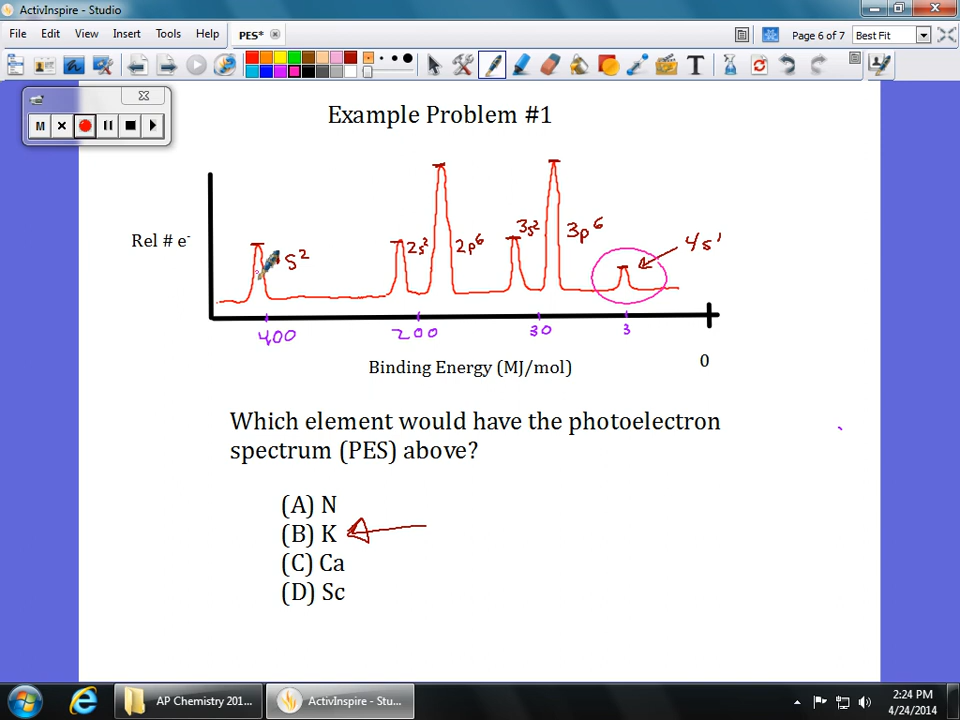 ActivInspire - Studio
File Edit View Insert Tools Help PES* Page 6 of 7 Best Fit
M
Example Problem #1
Rel # e-
S²
2s²
2p⁶
3s²
3p⁶
4s¹
400 200 30 3 0
Binding Energy (MJ/mol)
Which element would have the photoelectron
spectrum (PES) above?
(A) N
(B) K
(C) Ca
(D) Sc
AP Chemistry 201... ActivInspire - Stu... 2:24 PM
4/24/2014